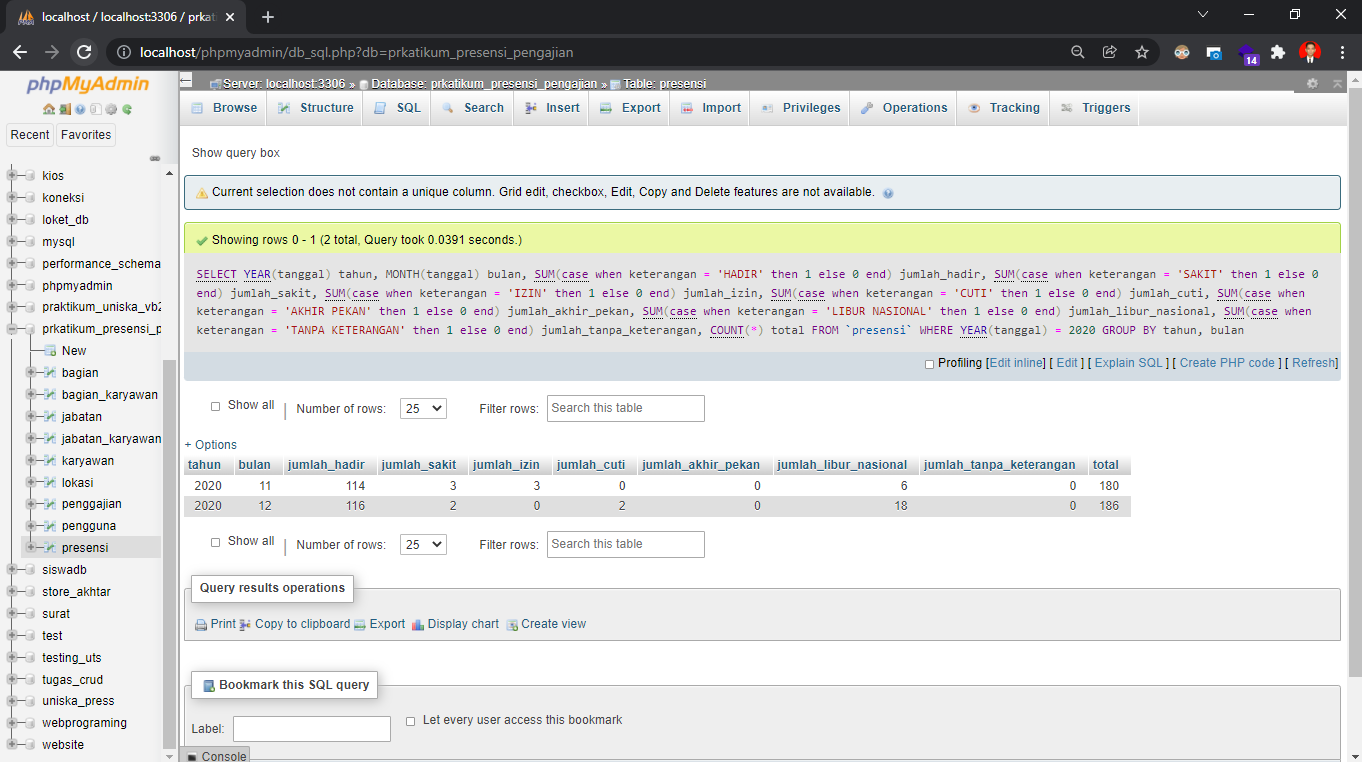 localhost / localhost:3306 / prkati
localhost/phpmyadmin/db_sql.php?db=prkatikum_presensi_pengajian
14
phpMyAdmin
Recent Favorites
kios
koneksi
loket_db
mysql
performance_schema
phpmyadmin
praktikum_uniska_vb2
prkatikum_presensi_p
New
bagian
bagian_karyawan
jabatan
jabatan_karyawan
karyawan
lokasi
penggajian
pengguna
presensi
siswadb
store_akhtar
surat
test
testing_uts
tugas_crud
uniska_press
webprograming
website
Server: localhost:3306 » Database: prkatikum_presensi_pengajian » Table: presensi
Browse Structure SQL Search Insert Export Import Privileges Operations Tracking Triggers
Show query box
Current selection does not contain a unique column. Grid edit, checkbox, Edit, Copy and Delete features are not available.
Showing rows 0 - 1 (2 total, Query took 0.0391 seconds.)
SELECT YEAR(tanggal) tahun, MONTH(tanggal) bulan, SUM(case when keterangan = 'HADIR' then 1 else 0 end) jumlah_hadir, SUM(case when keterangan = 'SAKIT' then 1 else 0
end) jumlah_sakit, SUM(case when keterangan = 'IZIN' then 1 else 0 end) jumlah_izin, SUM(case when keterangan = 'CUTI' then 1 else 0 end) jumlah_cuti, SUM(case when
keterangan = 'AKHIR PEKAN' then 1 else 0 end) jumlah_akhir_pekan, SUM(case when keterangan = 'LIBUR NASIONAL' then 1 else 0 end) jumlah_libur_nasional, SUM(case when
keterangan = 'TANPA KETERANGAN' then 1 else 0 end) jumlah_tanpa_keterangan, COUNT(*) total FROM `presensi` WHERE YEAR(tanggal) = 2020 GROUP BY tahun, bulan
Profiling [Edit inline] [ Edit ] [ Explain SQL ] [ Create PHP code ] [ Refresh]
Show all | Number of rows: 25 Filter rows: Search this table
+ Options
tahun bulan jumlah_hadir jumlah_sakit jumlah_izin jumlah_cuti jumlah_akhir_pekan jumlah_libur_nasional jumlah_tanpa_keterangan total
2020 11 114 3 3 0 0 6 0 180
2020 12 116 2 0 2 0 18 0 186
Show all | Number of rows: 25 Filter rows: Search this table
Query results operations
Print Copy to clipboard Export Display chart Create view
Bookmark this SQL query
Label: Let every user access this bookmark
Console